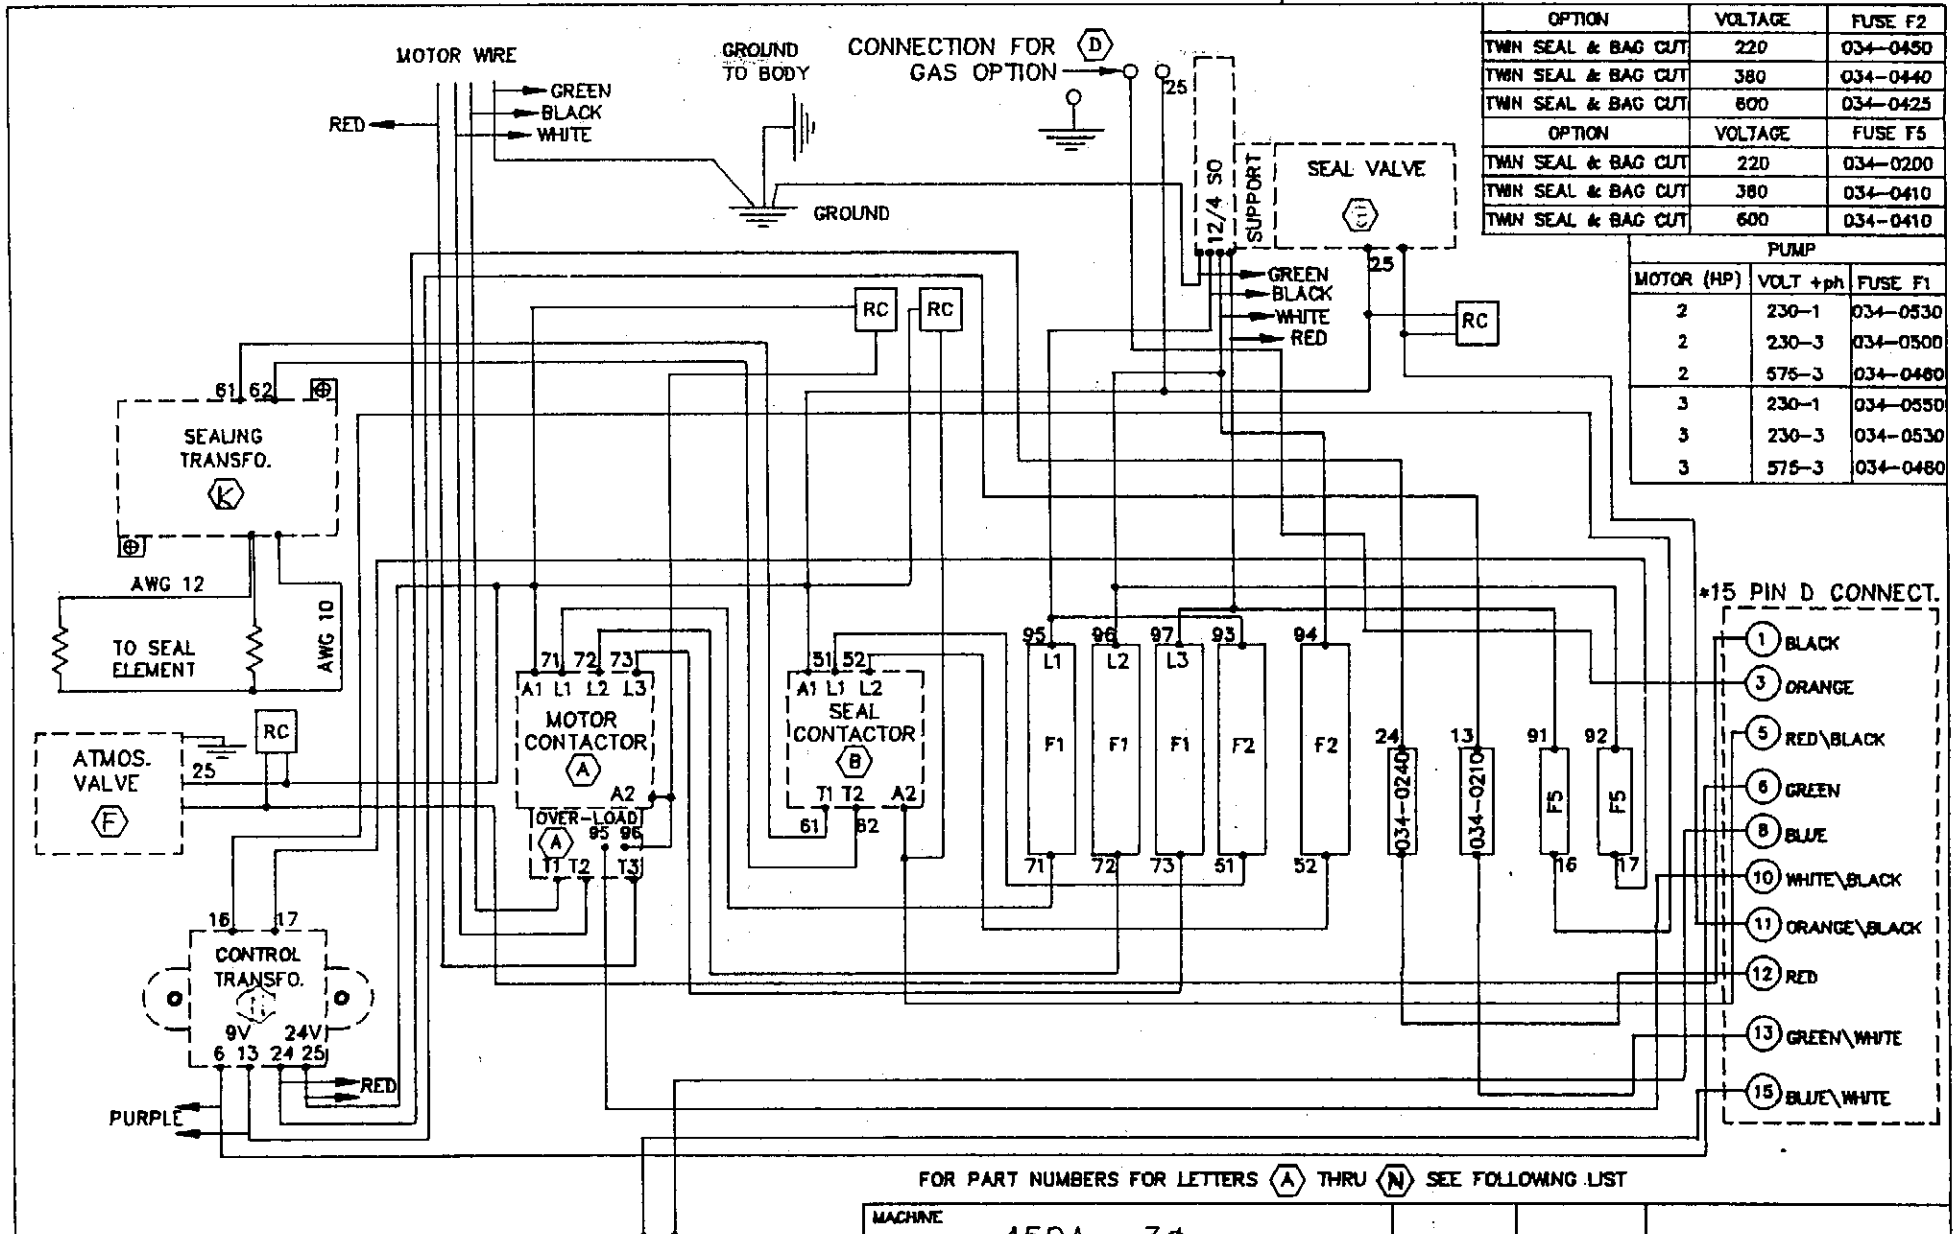 MOTOR WIRE
GREEN
BLACK
WHITE
RED
GROUND
TO BODY
CONNECTION FOR D
GAS OPTION
25
GROUND
12/4 SO
SUPPORT
SEAL VALVE
25
GREEN
BLACK
WHITE
RED
RC
RC
RC
OPTION VOLTAGE FUSE F2
TWIN SEAL & BAG CUT 220 034-0450
TWIN SEAL & BAG CUT 380 034-0440
TWIN SEAL & BAG CUT 600 034-0425
OPTION VOLTAGE FUSE F5
TWIN SEAL & BAG CUT 220 034-0200
TWIN SEAL & BAG CUT 380 034-0410
TWIN SEAL & BAG CUT 600 034-0410
PUMP
MOTOR (HP) VOLT +ph FUSE F1
2 230-1 034-0530
2 230-3 034-0500
2 575-3 034-0460
3 230-1 034-0550
3 230-3 034-0530
3 575-3 034-0480
61 62
SEALING
TRANSFO.
K
AWG 12
AWG 10
TO SEAL
ELEMENT
RC
ATMOS.
VALVE
F
25
71 72 73
A1 L1 L2 L3
MOTOR
CONTACTOR
A
A2
OVER-LOAD
A
95 96
T1 T2 T3
51 52
A1 L1 L2
SEAL
CONTACTOR
B
T1 T2 A2
61 62
95 96 97 93 94
L1 L2 L3
F1 F1 F1 F2 F2
71 72 73 51 52
24 13 91 92
034-0240
034-0210
F5
F5
16 17
16 17
CONTROL
TRANSFO.
9V 24V
6 13 24 25
RED
PURPLE
*15 PIN D CONNECT.
1 BLACK
3 ORANGE
5 RED\BLACK
6 GREEN
8 BLUE
10 WHITE\BLACK
11 ORANGE\BLACK
12 RED
13 GREEN\WHITE
15 BLUE\WHITE
FOR PART NUMBERS FOR LETTERS A THRU N SEE FOLLOWING LIST
MACHINE